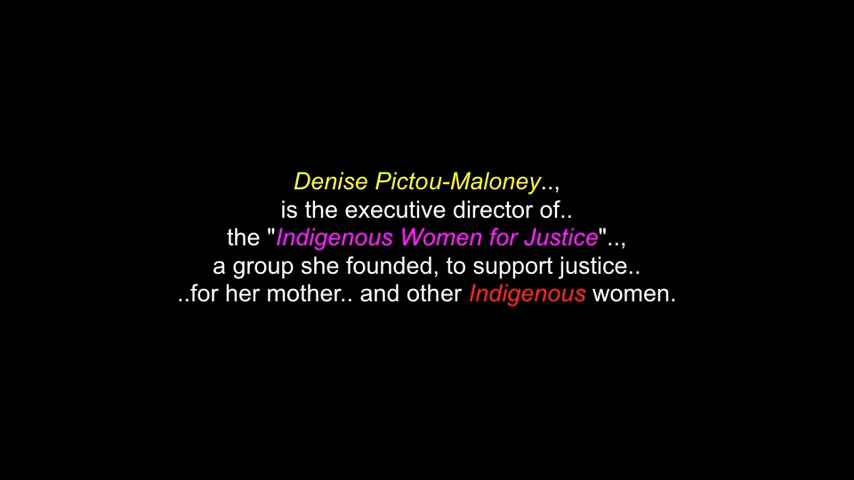 Denise Pictou-Maloney..,
is the executive director of..
the "Indigenous Women for Justice"..,
a group she founded, to support justice..
..for her mother.. and other Indigenous women.